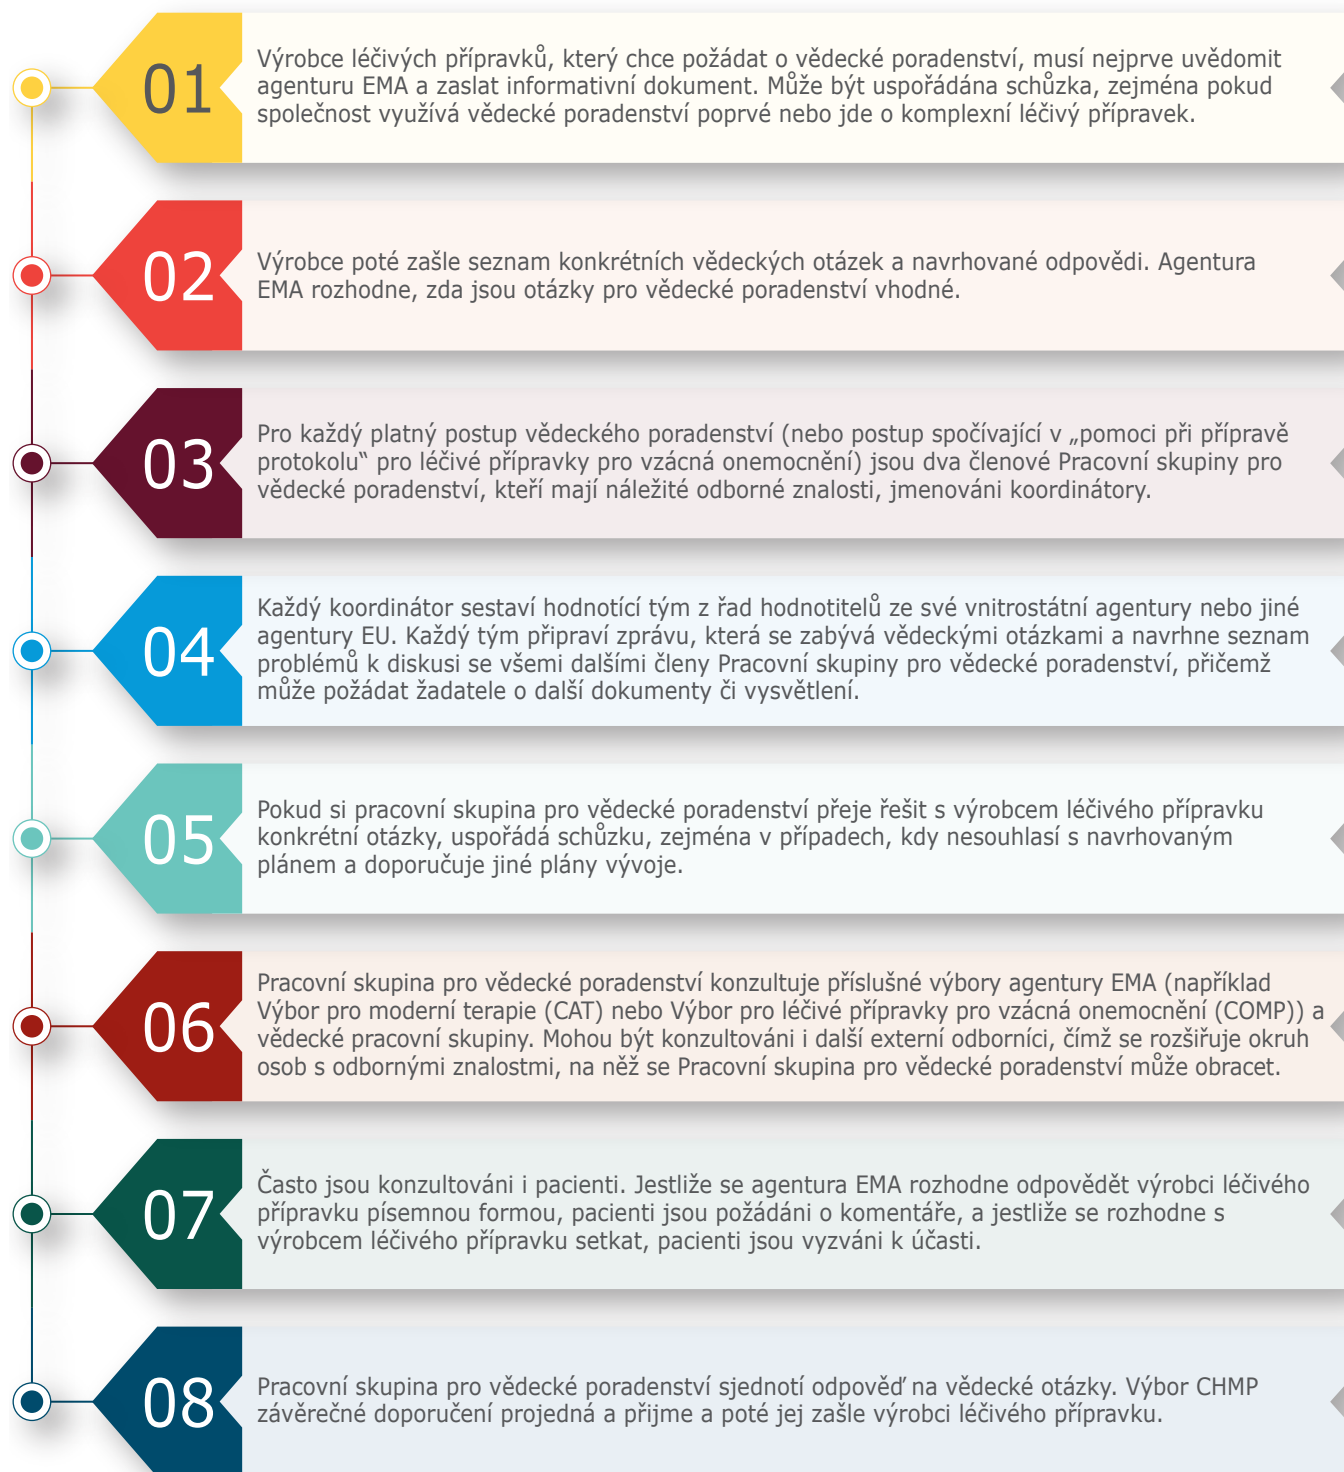 01
Výrobce léčivých přípravků, který chce požádat o vědecké poradenství, musí nejprve uvědomit
agenturu EMA a zaslat informativní dokument. Může být uspořádána schůzka, zejména pokud
společnost využívá vědecké poradenství poprvé nebo jde o komplexní léčivý přípravek.
02
Výrobce poté zašle seznam konkrétních vědeckých otázek a navrhované odpovědi. Agentura
EMA rozhodne, zda jsou otázky pro vědecké poradenství vhodné.
03
Pro každý platný postup vědeckého poradenství (nebo postup spočívající v „pomoci při přípravě
protokolu“ pro léčivé přípravky pro vzácná onemocnění) jsou dva členové Pracovní skupiny pro
vědecké poradenství, kteří mají náležité odborné znalosti, jmenováni koordinátory.
04
Každý koordinátor sestaví hodnotící tým z řad hodnotitelů ze své vnitrostátní agentury nebo jiné
agentury EU. Každý tým připraví zprávu, která se zabývá vědeckými otázkami a navrhne seznam
problémů k diskusi se všemi dalšími členy Pracovní skupiny pro vědecké poradenství, přičemž
může požádat žadatele o další dokumenty či vysvětlení.
05
Pokud si pracovní skupina pro vědecké poradenství přeje řešit s výrobcem léčivého přípravku
konkrétní otázky, uspořádá schůzku, zejména v případech, kdy nesouhlasí s navrhovaným
plánem a doporučuje jiné plány vývoje.
06
Pracovní skupina pro vědecké poradenství konzultuje příslušné výbory agentury EMA (například
Výbor pro moderní terapie (CAT) nebo Výbor pro léčivé přípravky pro vzácná onemocnění (COMP)) a
vědecké pracovní skupiny. Mohou být konzultováni i další externí odborníci, čímž se rozšiřuje okruh
osob s odbornými znalostmi, na něž se Pracovní skupina pro vědecké poradenství může obracet.
07
Často jsou konzultováni i pacienti. Jestliže se agentura EMA rozhodne odpovědět výrobci léčivého
přípravku písemnou formou, pacienti jsou požádáni o komentáře, a jestliže se rozhodne s
výrobcem léčivého přípravku setkat, pacienti jsou vyzváni k účasti.
08
Pracovní skupina pro vědecké poradenství sjednotí odpověď na vědecké otázky. Výbor CHMP
závěrečné doporučení projedná a přijme a poté jej zašle výrobci léčivého přípravku.